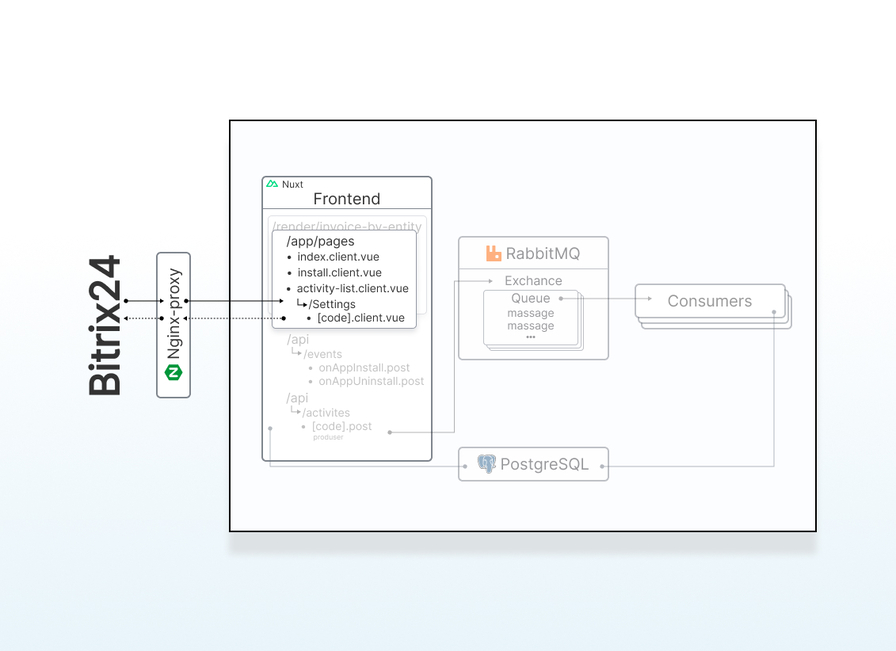 Bitrix24
Nginx-proxy
Nuxt
Frontend
/render/invoice-by-entity
/app/pages
index.client.vue
install.client.vue
activity-list.client.vue
/Settings
[code].client.vue
/api
/events
onAppInstall.post
onAppUninstall.post
/api
/activites
[code].post
produser
RabbitMQ
Exchance
Queue
massage
massage
•••
Consumers
PostgreSQL